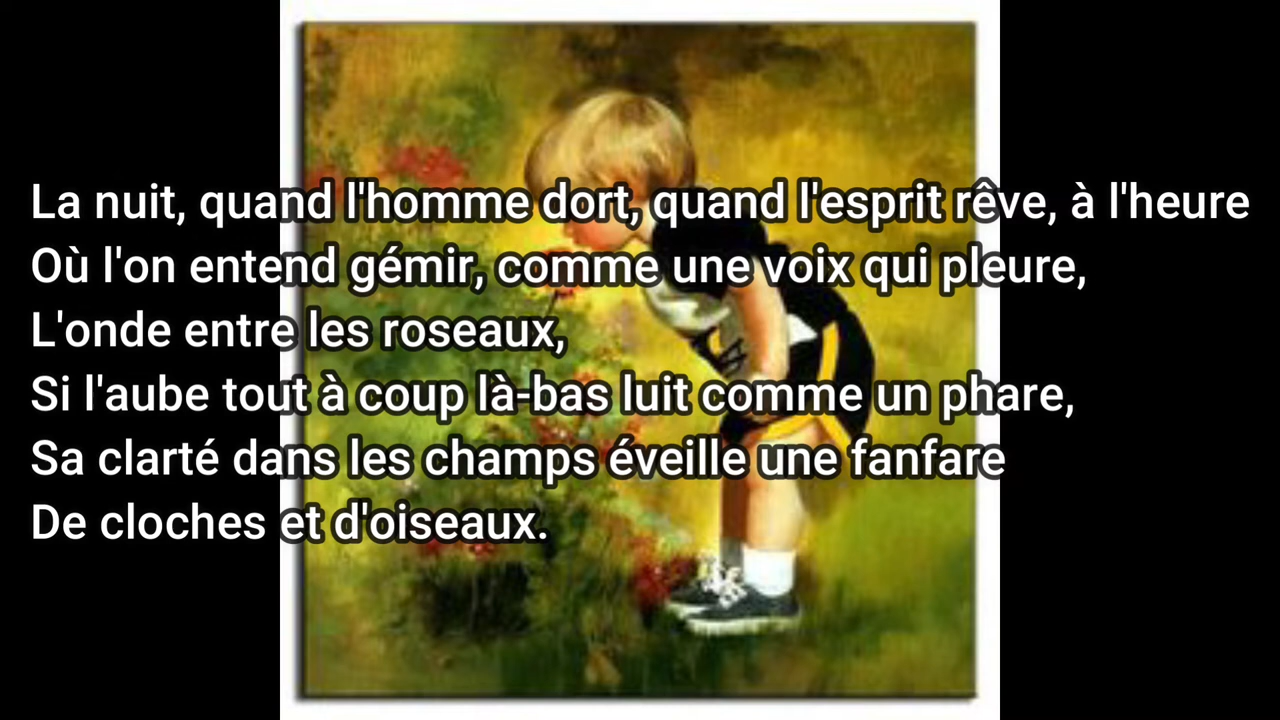 La nuit, quand l'homme dort, quand l'esprit rêve, à l'heure
Où l'on entend gémir, comme une voix qui pleure,
L'onde entre les roseaux,
Si l'aube tout à coup là-bas luit comme un phare,
Sa clarté dans les champs éveille une fanfare
De cloches et d'oiseaux.